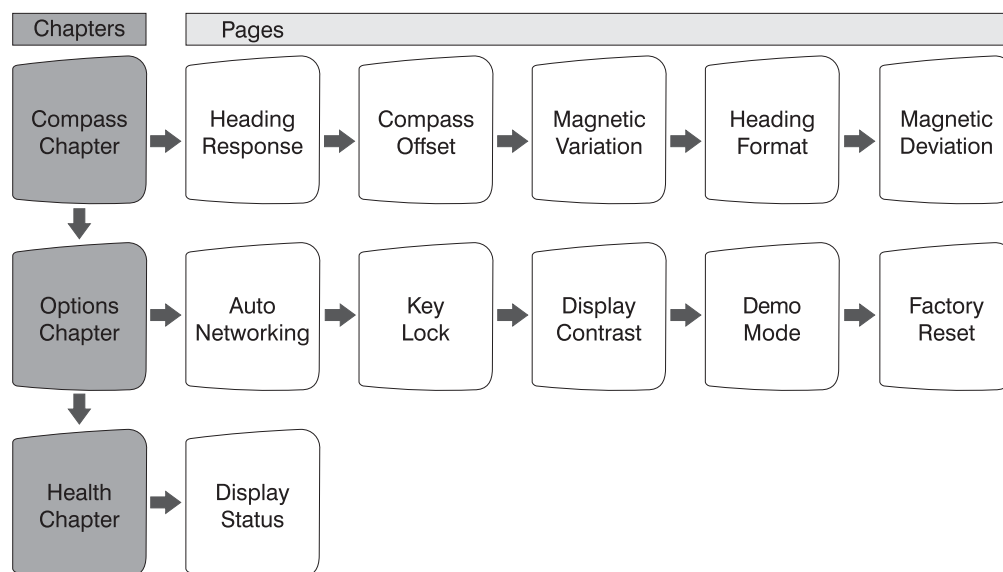 Chapters
Pages
Compass
Chapter
Heading
Response
Compass
Offset
Magnetic
Variation
Heading
Format
Magnetic
Deviation
Options
Chapter
Auto
Networking
Key
Lock
Display
Contrast
Demo
Mode
Factory
Reset
Health
Chapter
Display
Status